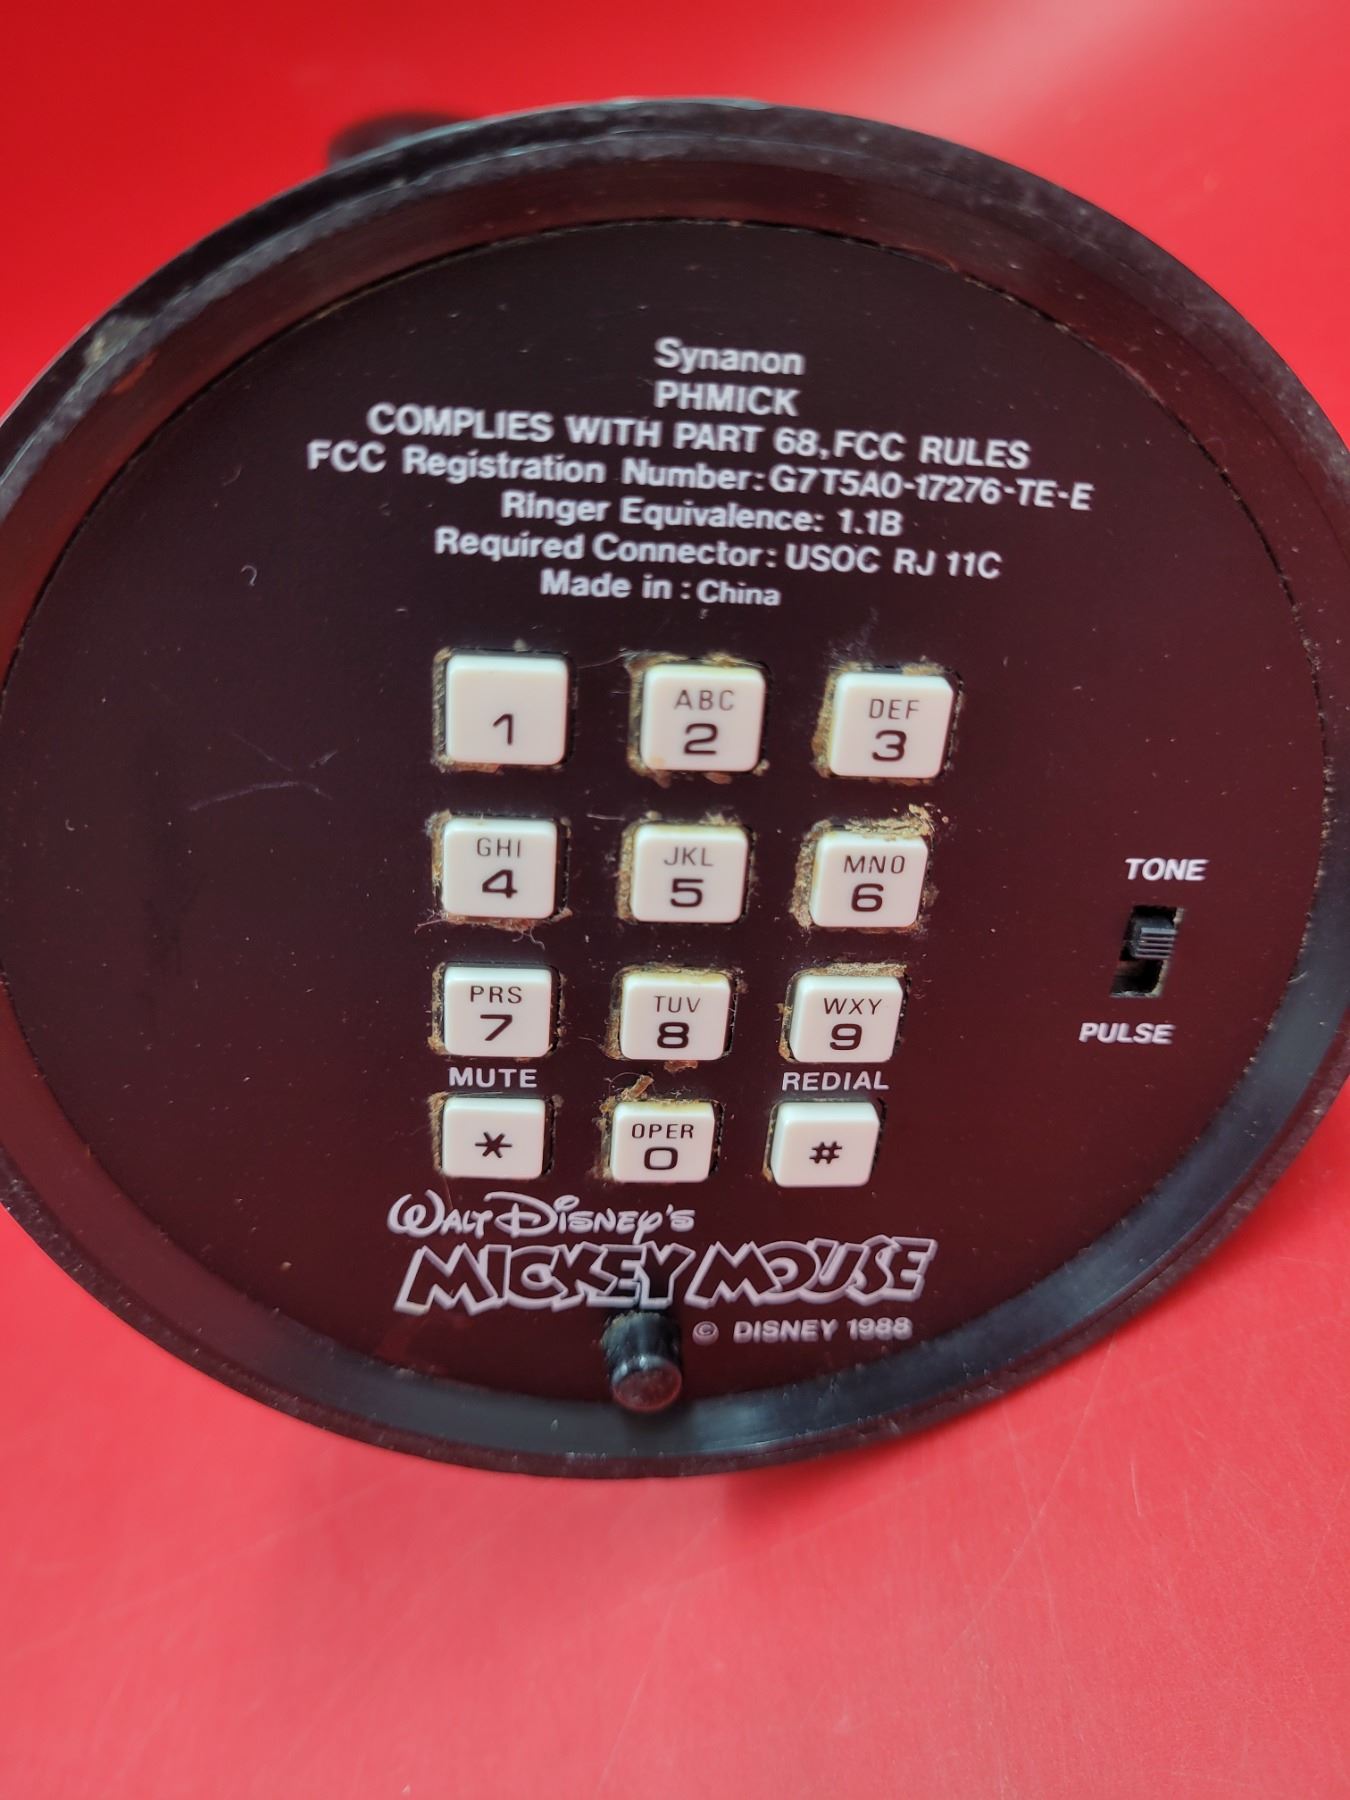 Synanon
PHMICK
COMPLIES WITH PART 68, FCC RULES
FCC Registration Number: G7T5A0-17276-TE-E
Ringer Equivalence: 1.1B
Required Connector: USOC RJ 11C
Made in : China
1
ABC
2
DEF
3
GHI
4
JKL
5
MNO
6
PRS
7
TUV
8
WXY
9
MUTE
*
OPER
0
REDIAL
#
TONE
PULSE
WALT DISNEY'S
MICKEY MOUSE
© DISNEY 1988